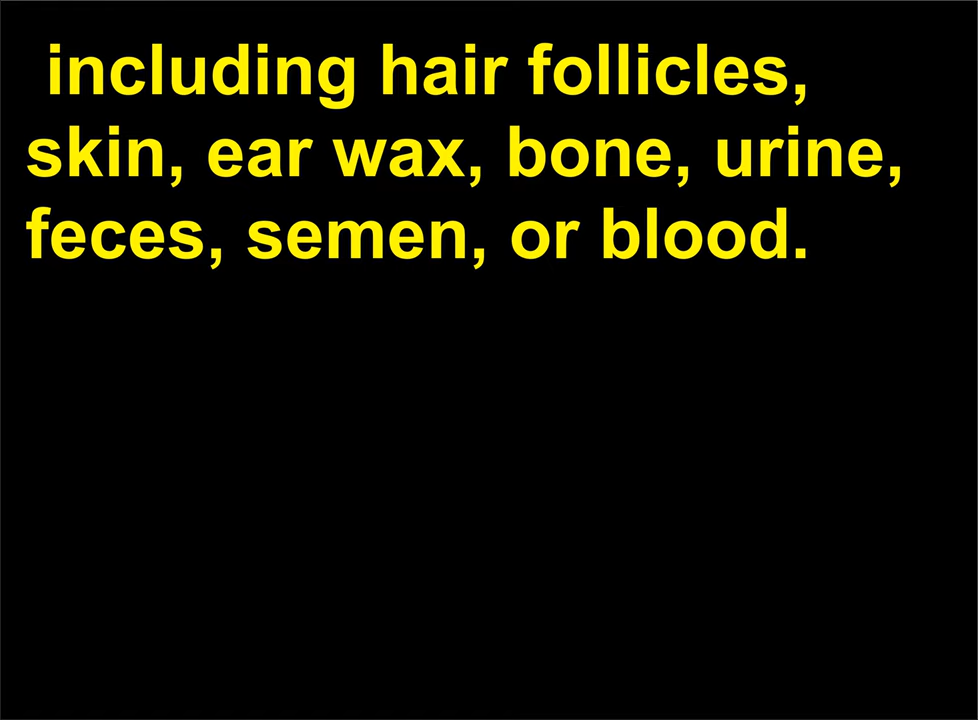 including hair follicles,
skin, ear wax, bone, urine,
feces, semen, or blood.